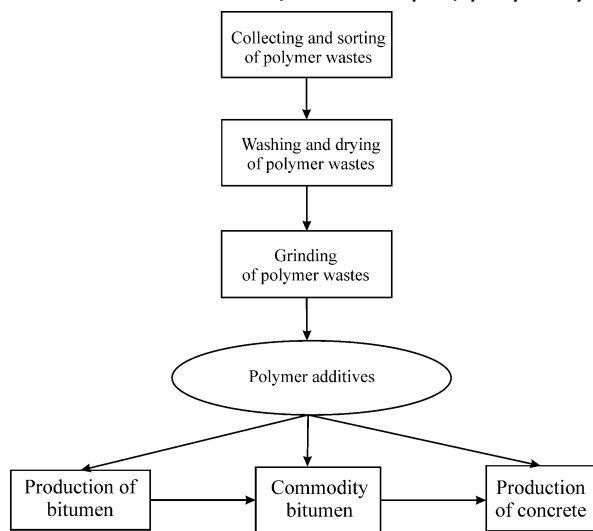 Collecting and sorting
of polymer wastes
Washing and drying
of polymer wastes
Grinding
of polymer wastes
Polymer additives
Production of
bitumen
Commodity
bitumen
Production
of concrete